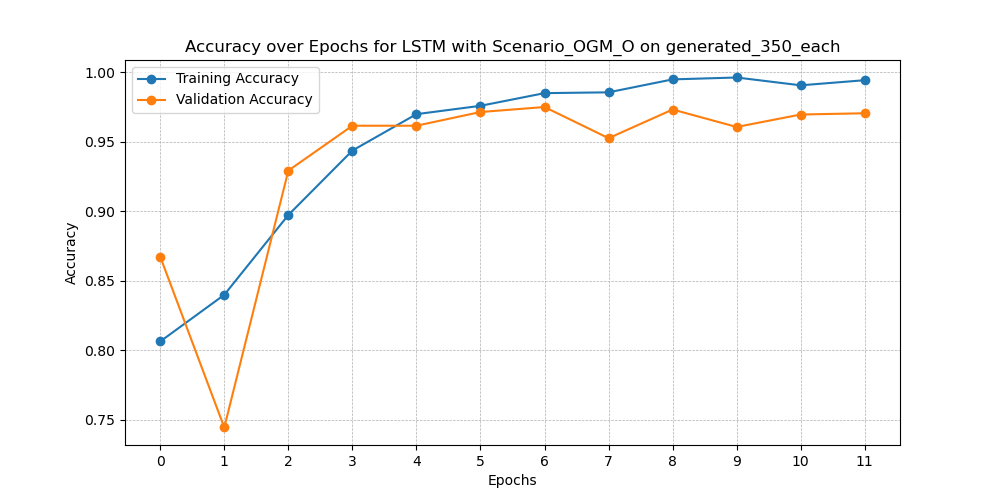 Accuracy over Epochs for LSTM with Scenario_OGM_O on generated_350_each
Training Accuracy
Validation Accuracy
1.00
0.95
0.90
0.85
0.80
0.75
Accuracy
0 1 2 3 4 5 6 7 8 9 10 11
Epochs